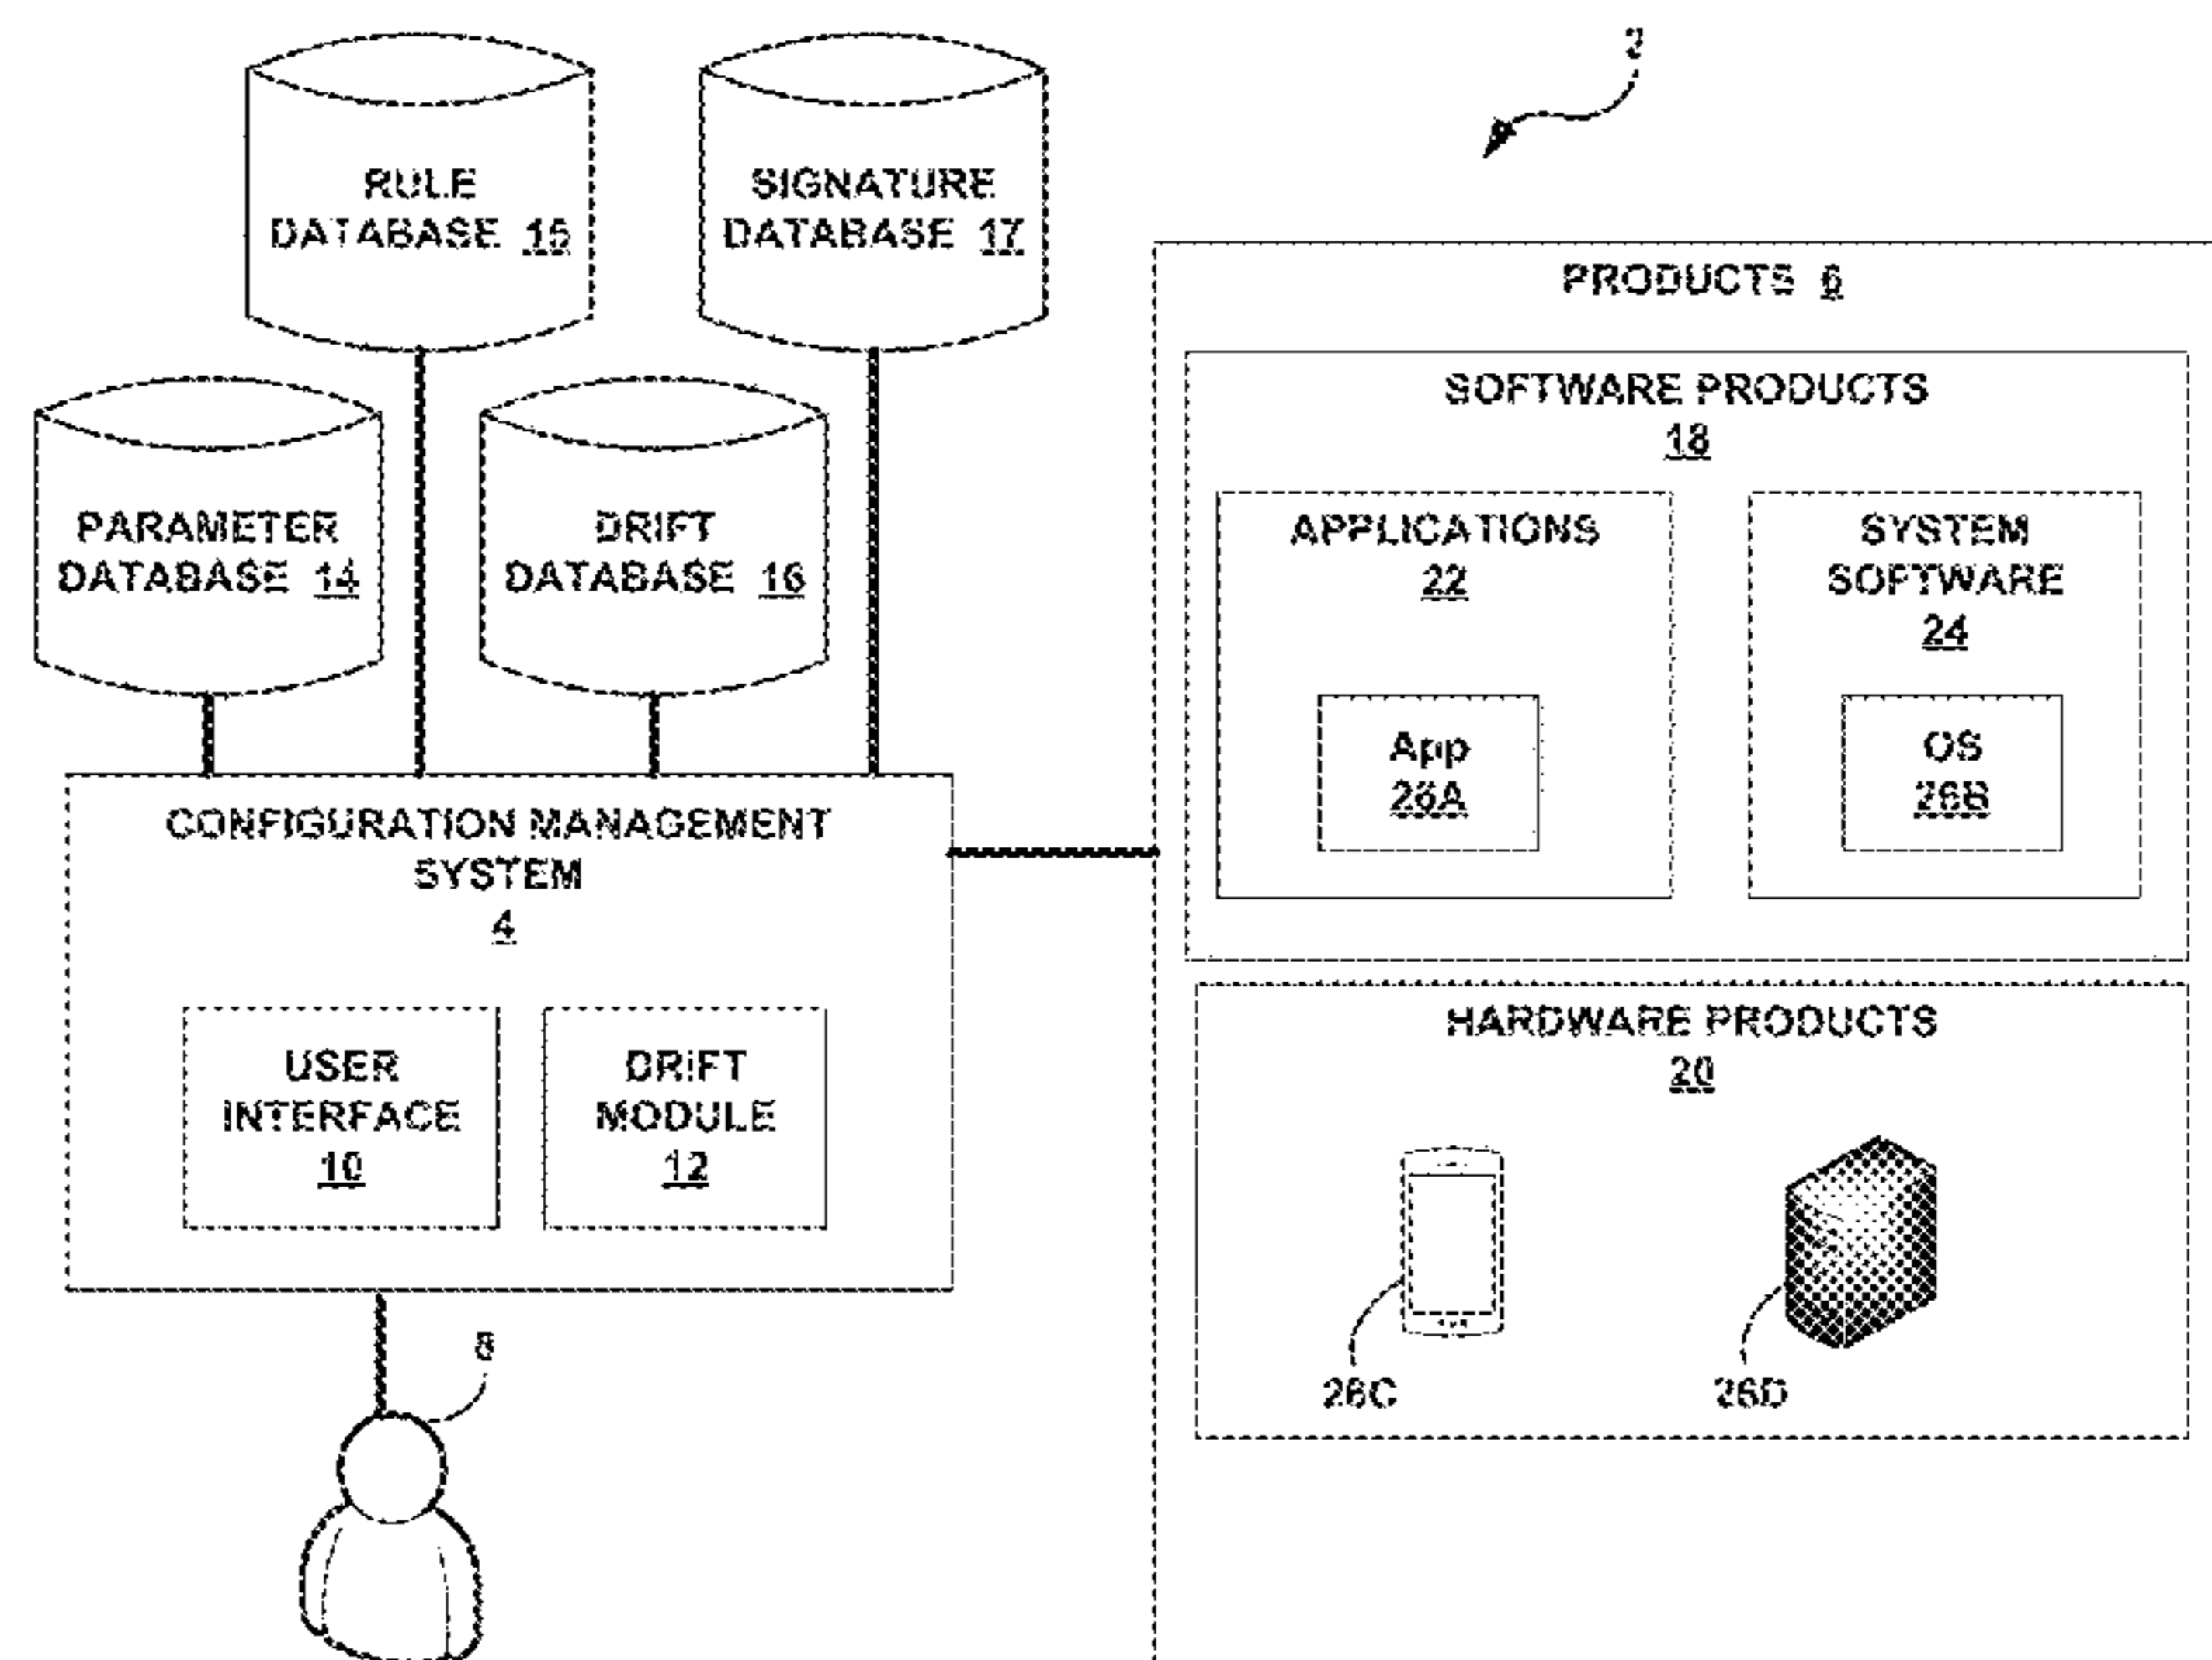 2
RULE
DATABASE 15
SIGNATURE
DATABASE 17
PARAMETER
DATABASE 14
DRIFT
DATABASE 16
CONFIGURATION MANAGEMENT
SYSTEM
4
USER
INTERFACE
10
DRIFT
MODULE
12
8
PRODUCTS 6
SOFTWARE PRODUCTS
18
APPLICATIONS
22
App
26A
SYSTEM
SOFTWARE
24
OS
26B
HARDWARE PRODUCTS
20
26C
26D